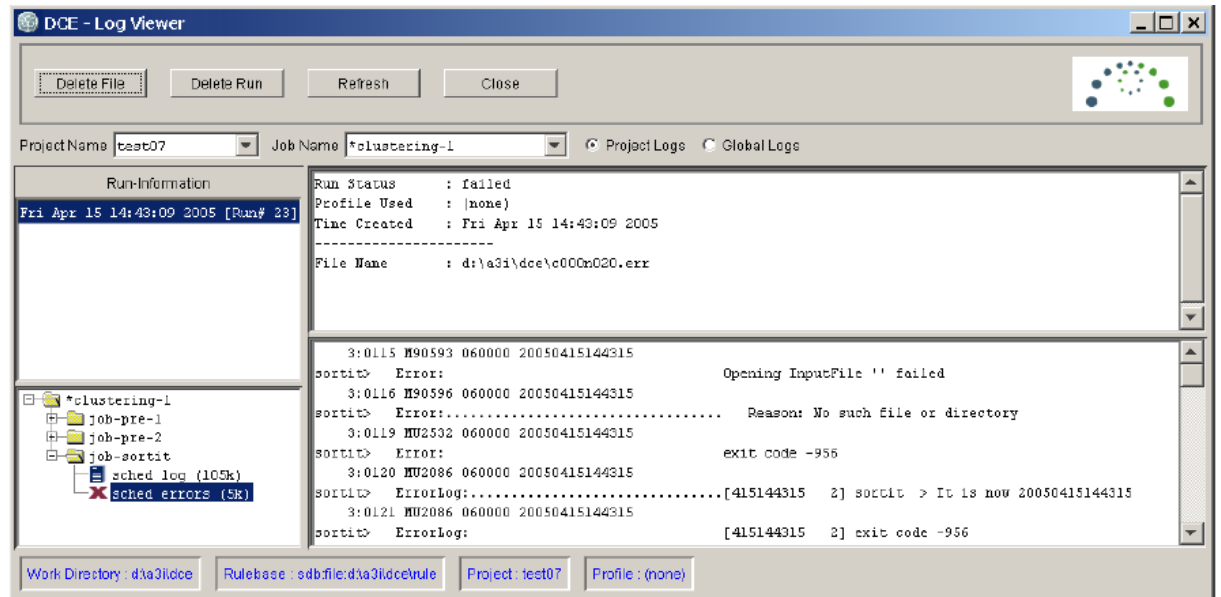 DCE - Log Viewer
Delete File Delete Run Refresh Close
Project Name test07 Job Name *clustering-1 Project Logs Global Logs
Run-Information
Fri Apr 15 14:43:09 2005 [Run# 23]
Run Status : failed
Profile Used : (none)
Time Created : Fri Apr 15 14:43:09 2005
----------------------
File Name : d:\a3i\dce\c000n020.err
*clustering-1
job-pre-1
job-pre-2
job-sortit
sched log (105k)
sched errors (5k)
3:0115 M90593 060000 20050415144315
sortit> Error: Opening InputFile '' failed
3:0116 M90596 060000 20050415144315
sortit> Error:.................................. Reason: No such file or directory
3:0119 MU2532 060000 20050415144315
sortit> Error: exit code -956
3:0120 MU2086 060000 20050415144315
sortit> ErrorLog:...............................[415144315 2] sortit > It is now 20050415144315
3:0121 MU2086 060000 20050415144315
sortit> ErrorLog: [415144315 2] exit code -956
Work Directory : d:\a3i\dce Rulebase : sdb:file:d:\a3i\dce\rule Project : test07 Profile : (none)